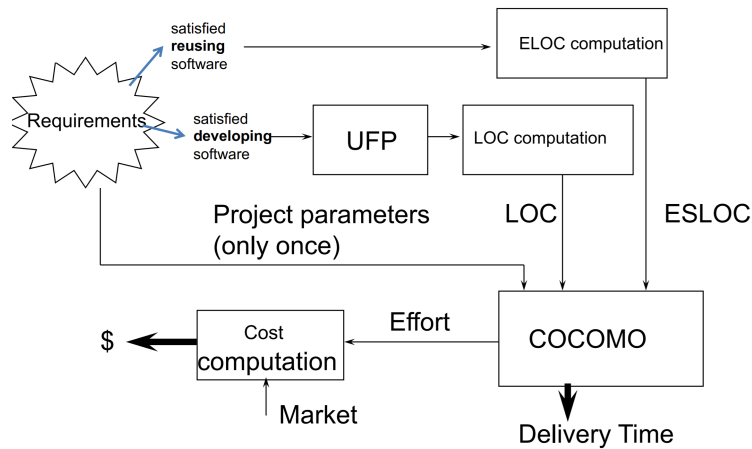 satisfied
reusing
software
ELOC computation
Requirements
satisfied
developing
software
UFP
LOC computation
Project parameters
(only once)
LOC
ESLOC
$
Cost
computation
Effort
COCOMO
Market
Delivery Time